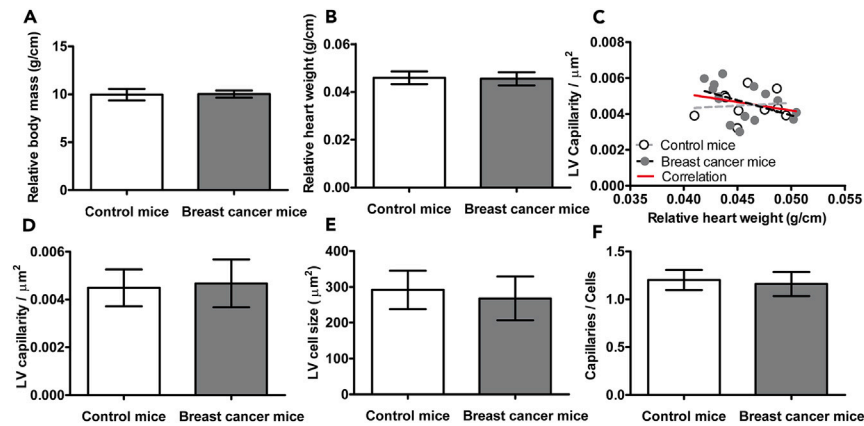 A
Relative body mass (g/cm)
15
10
5
0
Control mice
Breast cancer mice
B
Relative heart weight (g/cm)
0.06
0.04
0.02
0.00
Control mice
Breast cancer mice
C
LV Capillarity / μm²
0.008
0.006
0.004
0.002
0.000
Control mice
Breast cancer mice
Correlation
0.035
0.040
0.045
0.050
0.055
Relative heart weight (g/cm)
D
LV capillarity / μm²
0.006
0.004
0.002
0.000
Control mice
Breast cancer mice
E
LV cell size (μm²)
400
300
200
100
0
Control mice
Breast cancer mice
F
Capillaries / Cells
1.5
1.0
0.5
0.0
Control mice
Breast cancer mice